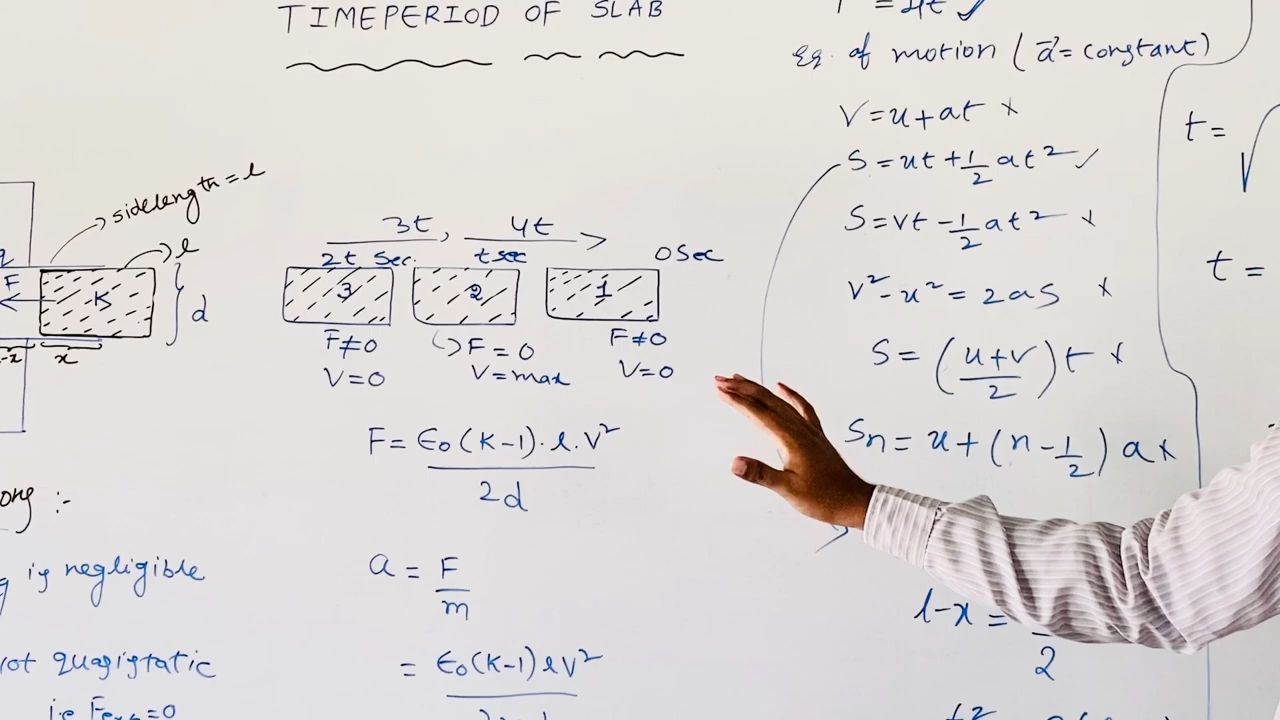 TIMEPERIOD OF SLAB
sidelength = l
l
F
K
d
x
3t, 4t
2t Sec. t sec 0 Sec
3 2 1
F≠0
V=0
F = 0
V=max
F≠0
V=0
F = ε₀(K-1)·l·V²
2d
is negligible
a = F
m
quasistatic
= ε₀(K-1)lV²
= 4t ✓
Eq. of motion (a⃗ = constant)
V = u + at ×
S = ut + 1/2 at² ✓
S = vt - 1/2 at² ×
V² - u² = 2as ×
S = (u+v/2)t ×
Sn = u + (n - 1/2) a ×
l-x =
2
t =
t =